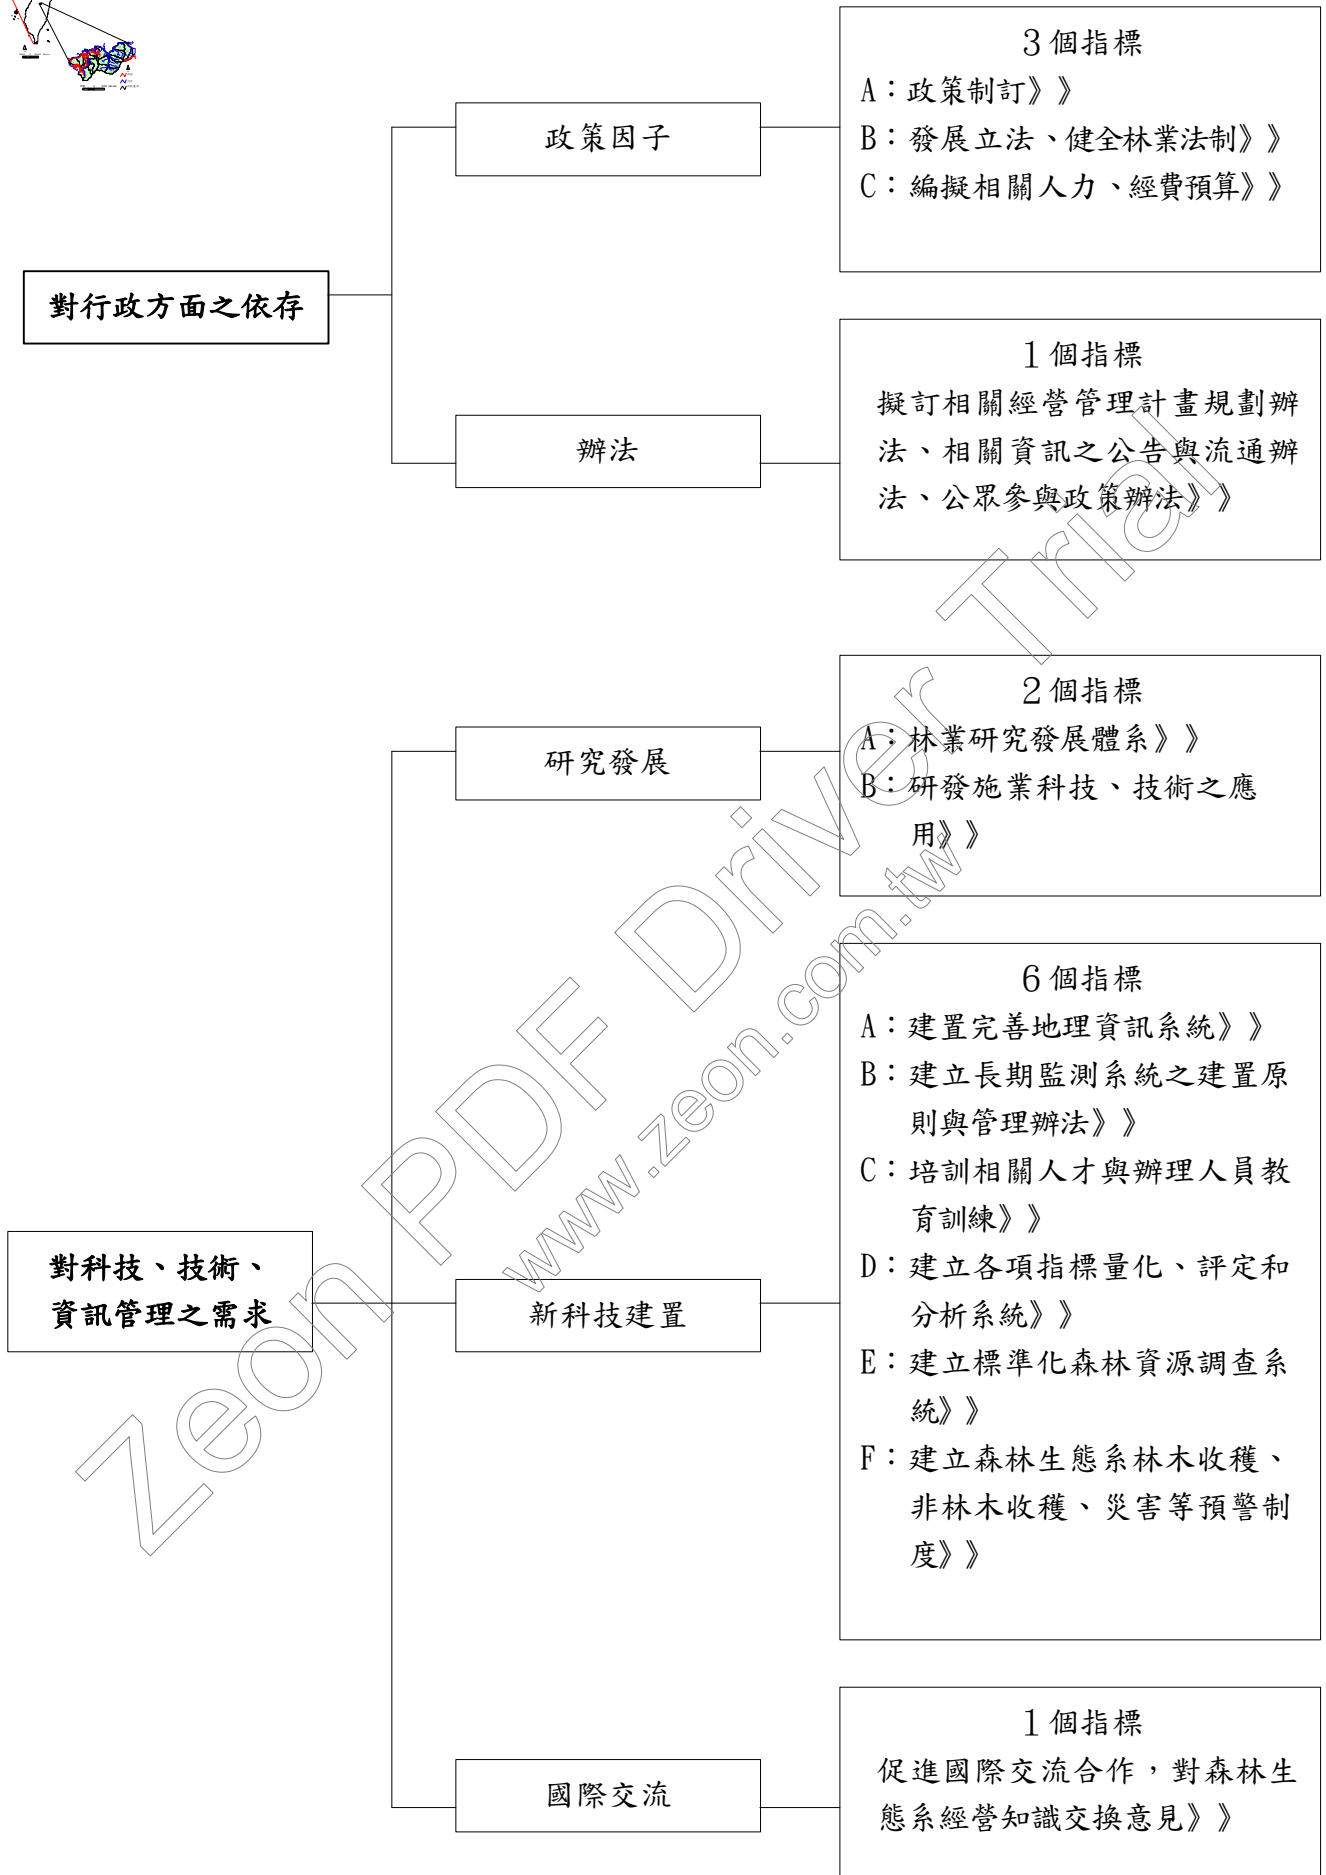 3個指標
A：政策制訂》》
B：發展立法、健全林業法制》》
C：編擬相關人力、經費預算》》
政策因子
對行政方面之依存
1個指標
擬訂相關經營管理計畫規劃辦
法、相關資訊之公告與流通辦
法、公眾參與政策辦法》》
辦法
2個指標
A：林業研究發展體系》》
B：研發施業科技、技術之應
用》》
研究發展
6個指標
A：建置完善地理資訊系統》》
B：建立長期監測系統之建置原
則與管理辦法》》
C：培訓相關人才與辦理人員教
育訓練》》
D：建立各項指標量化、評定和
分析系統》》
E：建立標準化森林資源調查系
統》》
F：建立森林生態系林木收穫、
非林木收穫、災害等預警制
度》》
對科技、技術、
資訊管理之需求
新科技建置
1個指標
促進國際交流合作，對森林生
態系經營知識交換意見》》
國際交流
Zeon PDF Driver Trial
www.zeon.com.tw